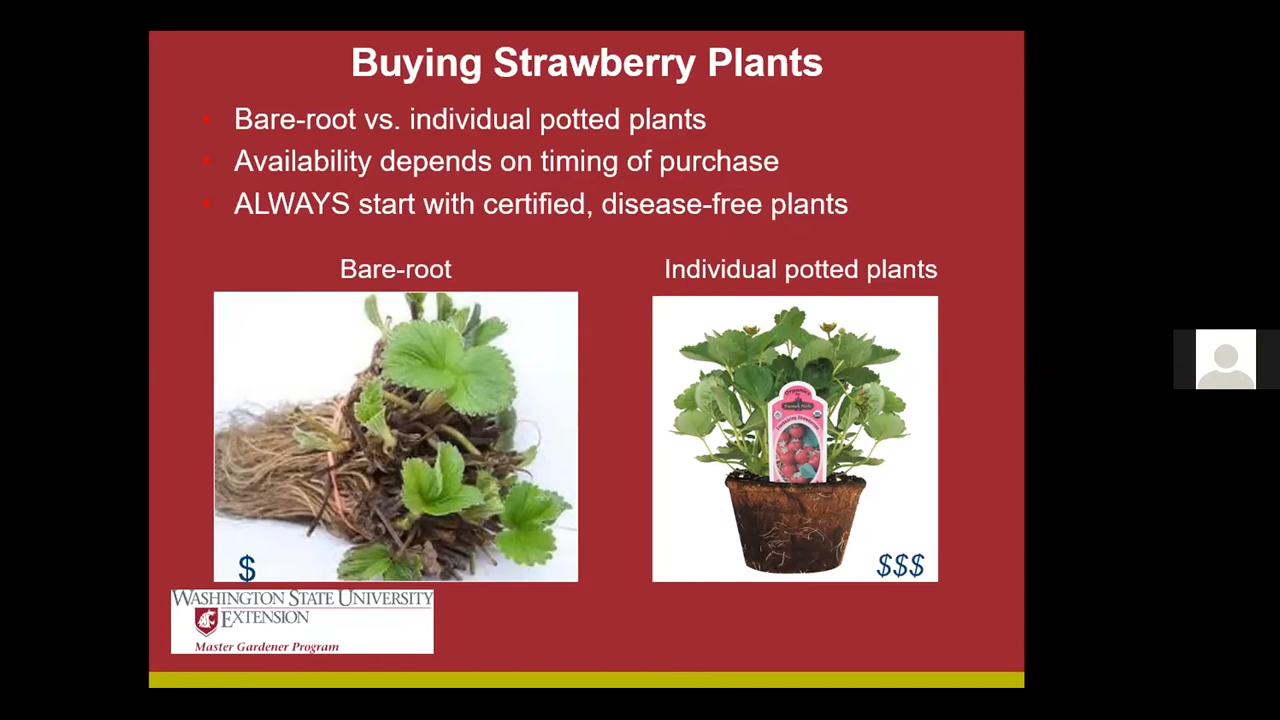 Buying Strawberry Plants
• Bare-root vs. individual potted plants
• Availability depends on timing of purchase
• ALWAYS start with certified, disease-free plants
Bare-root
Individual potted plants
$
$$$
WASHINGTON STATE UNIVERSITY
EXTENSION
Master Gardener Program